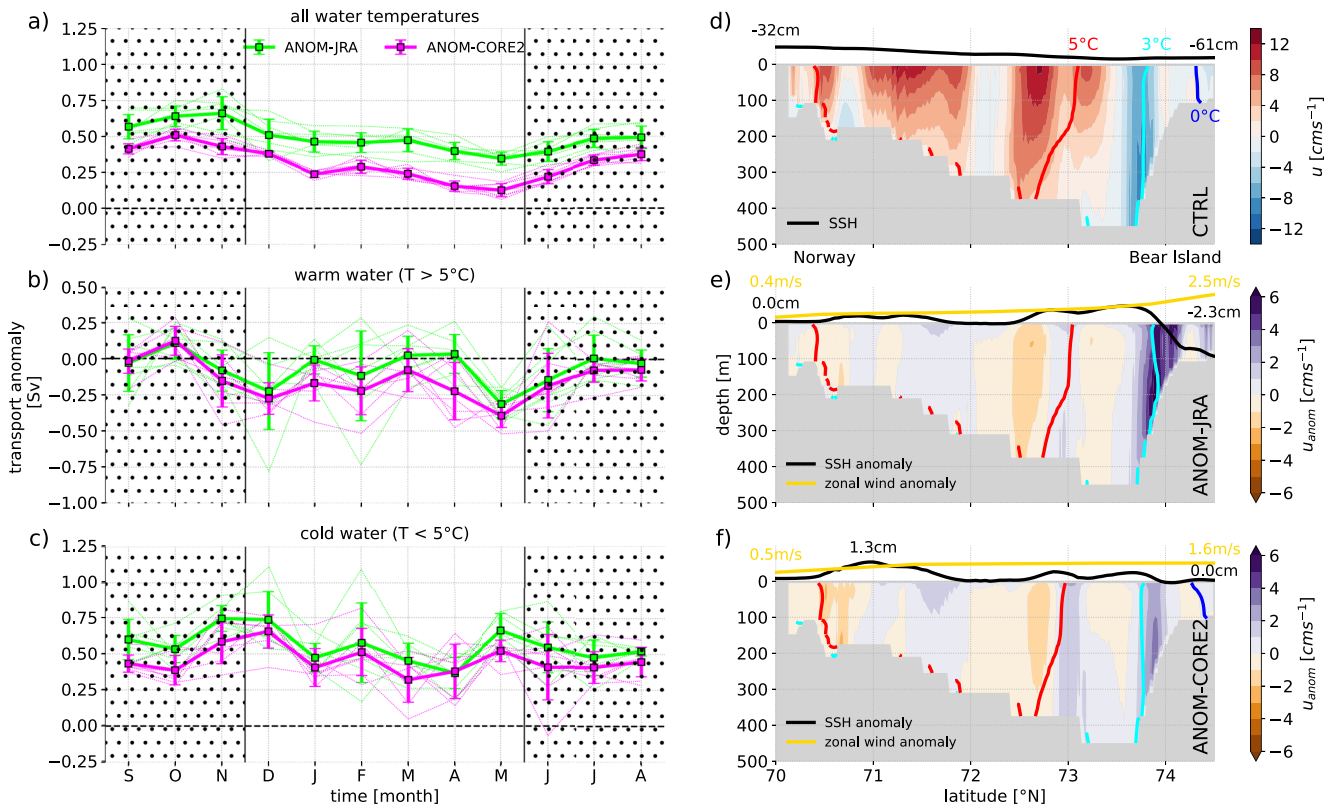 a)
all water temperatures
ANOM-JRA
ANOM-CORE2
1.25
1.00
0.75
0.50
0.25
0.00
−0.25
b)
warm water (T > 5°C)
0.50
0.25
0.00
−0.25
−0.50
−0.75
−1.00
transport anomaly
[Sv]
c)
cold water (T < 5°C)
1.25
1.00
0.75
0.50
0.25
0.00
−0.25
S O N D J F M A M J J A
time [month]
d)
-32cm
5°C
3°C
-61cm
0°C
0
100
200
300
400
500
SSH
CTRL
Norway
Bear Island
12
8
4
0
−4
−8
−12
u [cms⁻¹]
e)
0.4m/s
2.5m/s
0.0cm
-2.3cm
0
100
200
300
400
500
depth [m]
SSH anomaly
zonal wind anomaly
ANOM-JRA
6
4
2
0
−2
−4
−6
uanom [cms⁻¹]
f)
0.5m/s
1.3cm
1.6m/s
0.0cm
0
100
200
300
400
500
SSH anomaly
zonal wind anomaly
ANOM-CORE2
6
4
2
0
−2
−4
−6
uanom [cms⁻¹]
70 71 72 73 74
latitude [°N]